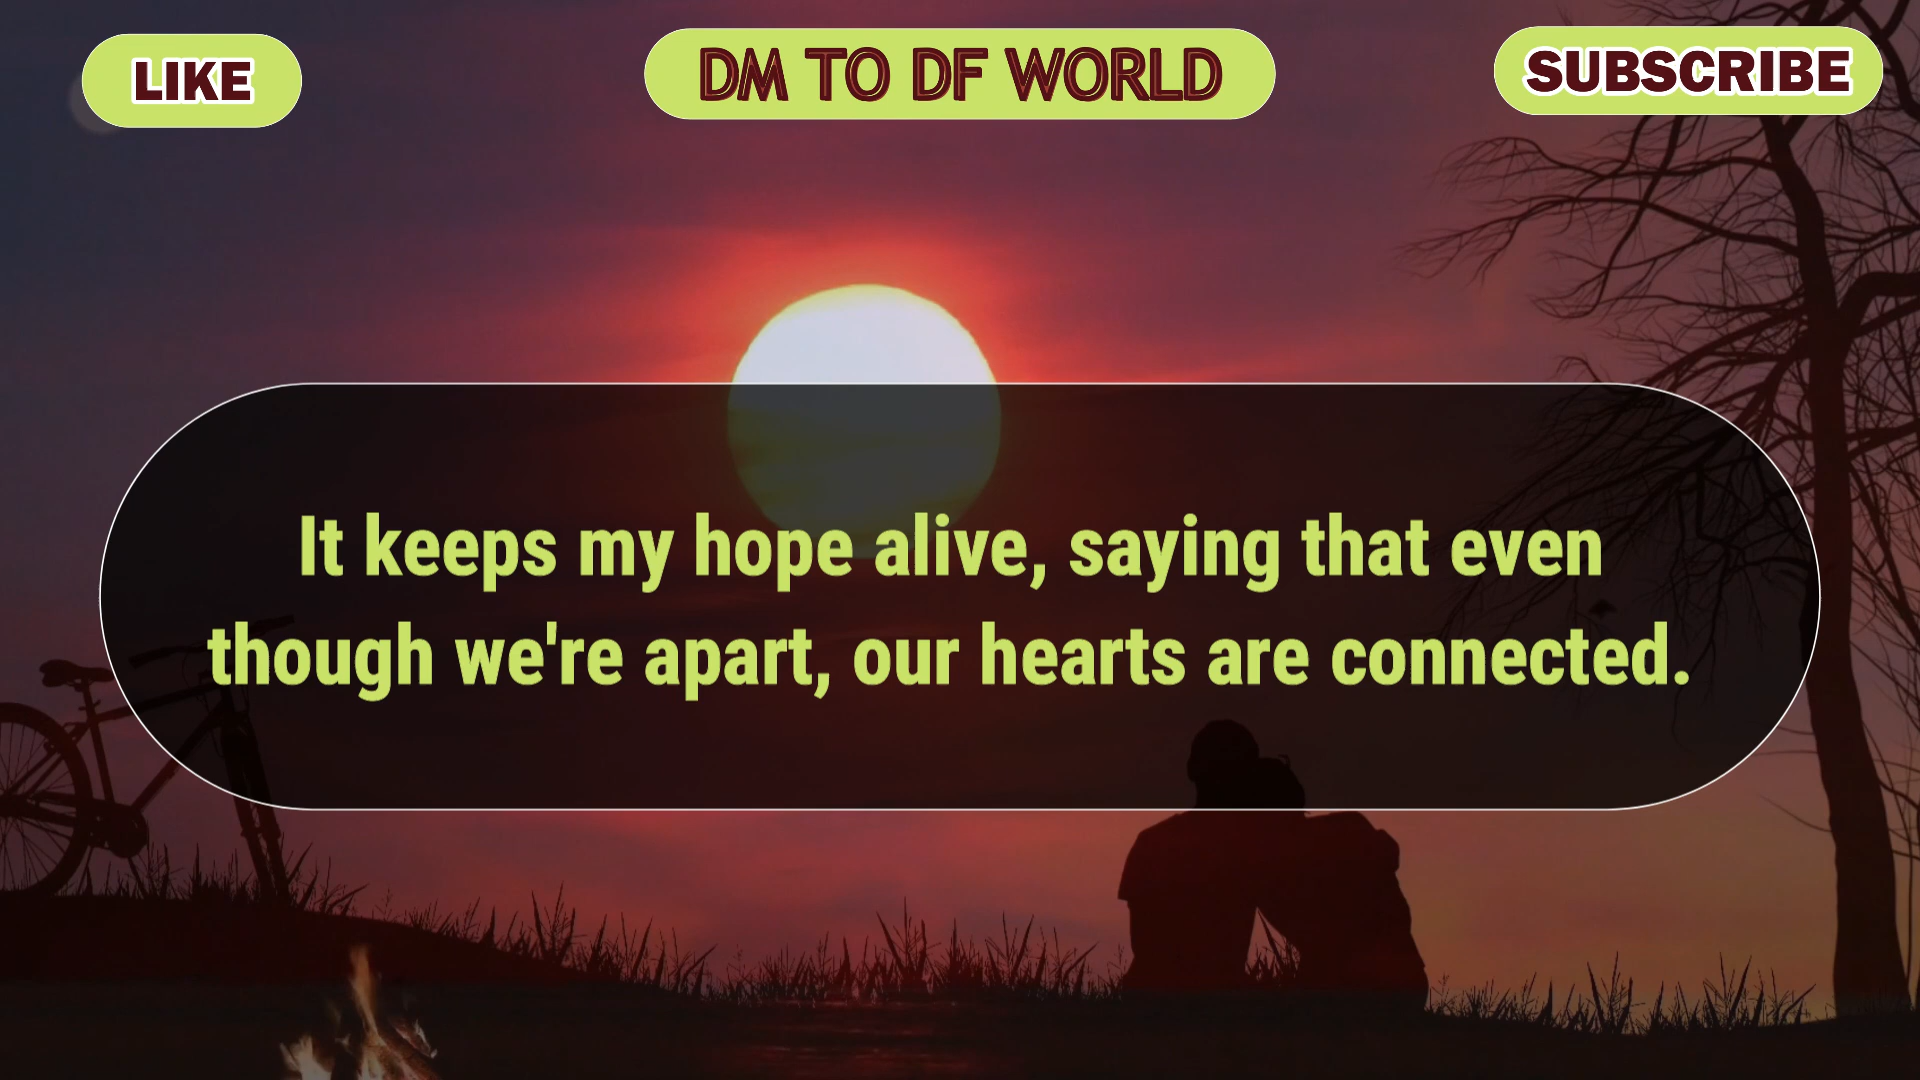 LIKE
DM TO DF WORLD
SUBSCRIBE
It keeps my hope alive, saying that even
though we're apart, our hearts are connected.